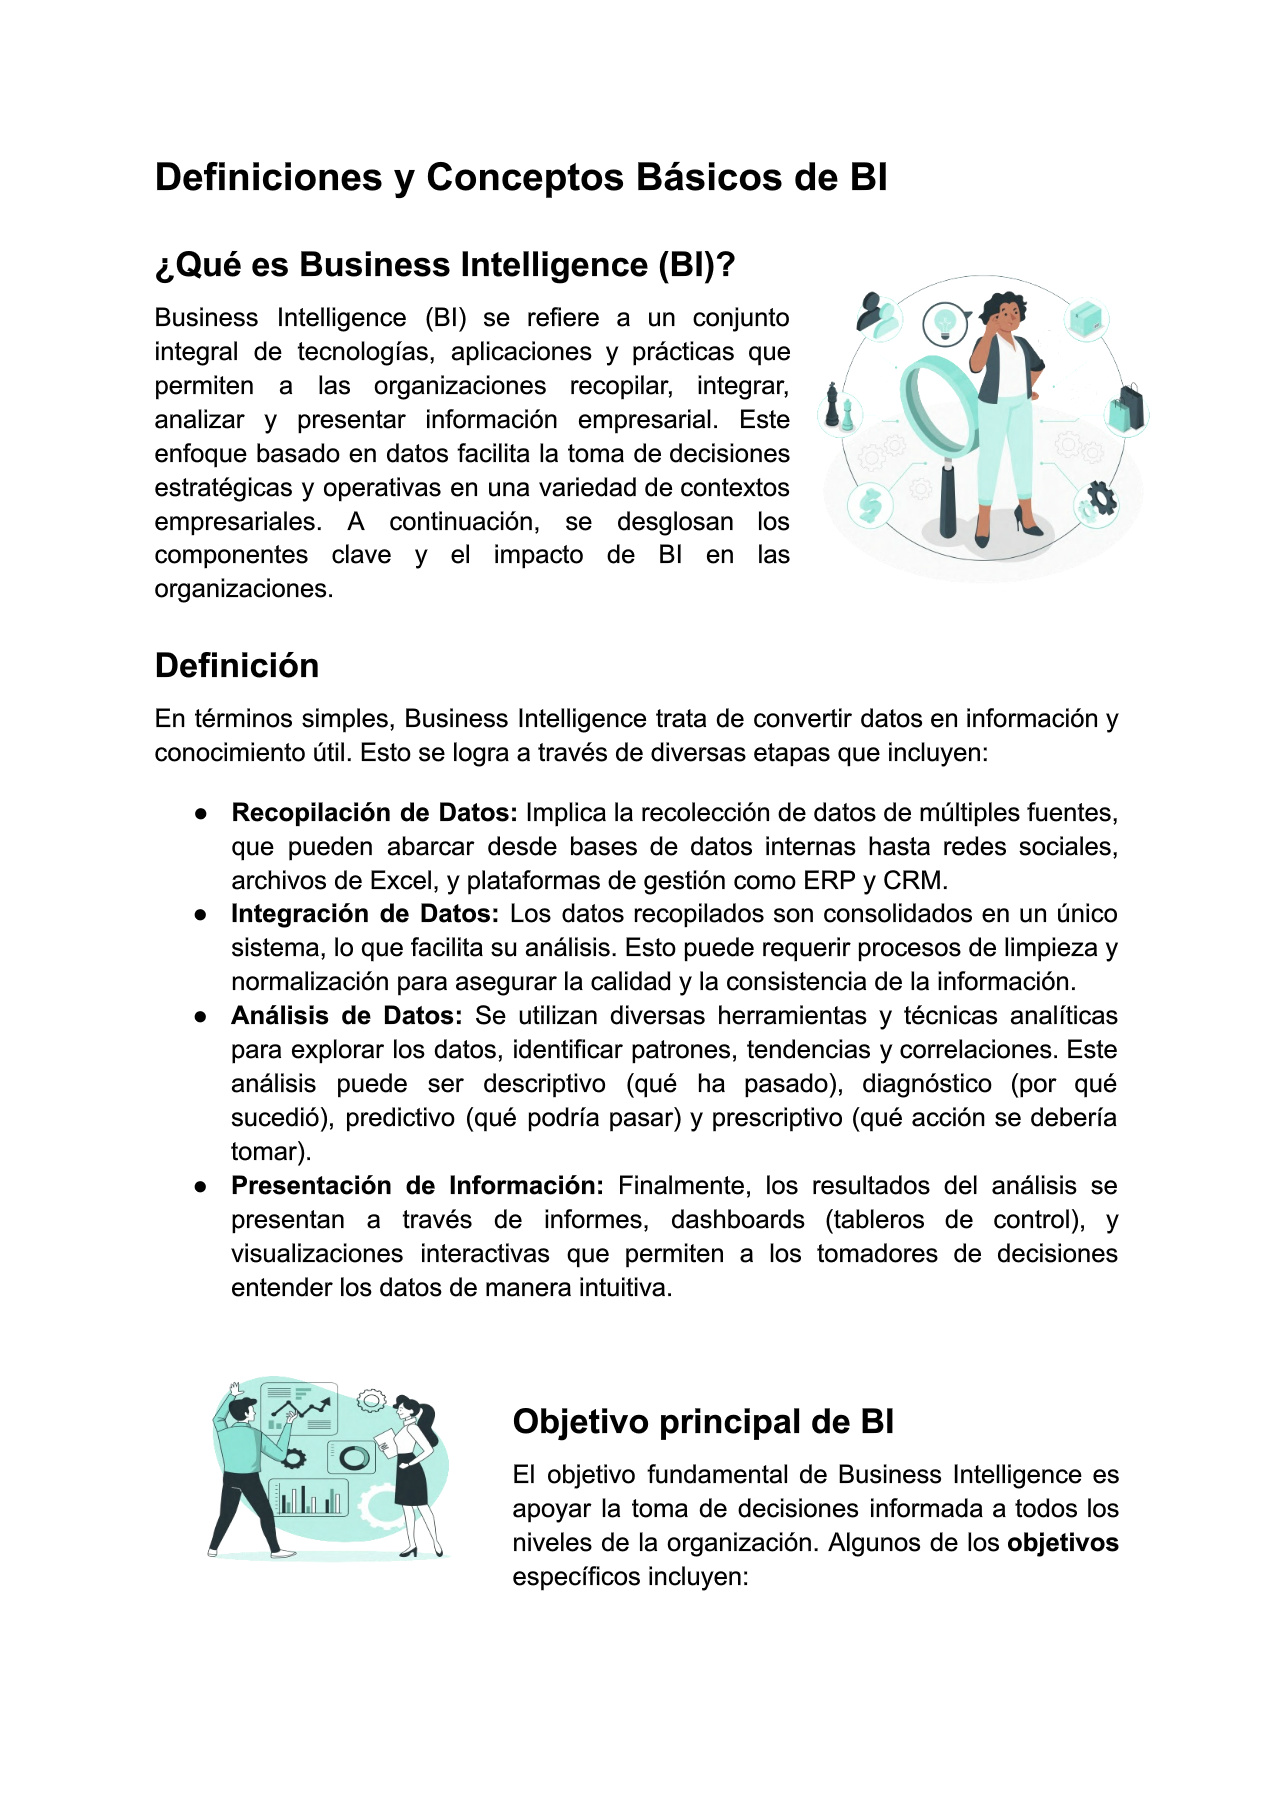 Definiciones y Conceptos Básicos de BI
¿Qué es Business Intelligence (BI)?
Business Intelligence (BI) se refiere a un conjunto
integral de tecnologías, aplicaciones y prácticas que
permiten a las organizaciones recopilar, integrar,
analizar y presentar información empresarial. Este
enfoque basado en datos facilita la toma de decisiones
estratégicas y operativas en una variedad de contextos
empresariales. A continuación, se desglosan los
componentes clave y el impacto de BI en las
organizaciones.
Definición
En términos simples, Business Intelligence trata de convertir datos en información y
conocimiento útil. Esto se logra a través de diversas etapas que incluyen:
● Recopilación de Datos: Implica la recolección de datos de múltiples fuentes,
que pueden abarcar desde bases de datos internas hasta redes sociales,
archivos de Excel, y plataformas de gestión como ERP y CRM.
● Integración de Datos: Los datos recopilados son consolidados en un único
sistema, lo que facilita su análisis. Esto puede requerir procesos de limpieza y
normalización para asegurar la calidad y la consistencia de la información.
● Análisis de Datos: Se utilizan diversas herramientas y técnicas analíticas
para explorar los datos, identificar patrones, tendencias y correlaciones. Este
análisis puede ser descriptivo (qué ha pasado), diagnóstico (por qué
sucedió), predictivo (qué podría pasar) y prescriptivo (qué acción se debería
tomar).
● Presentación de Información: Finalmente, los resultados del análisis se
presentan a través de informes, dashboards (tableros de control), y
visualizaciones interactivas que permiten a los tomadores de decisiones
entender los datos de manera intuitiva.
Objetivo principal de BI
El objetivo fundamental de Business Intelligence es
apoyar la toma de decisiones informada a todos los
niveles de la organización. Algunos de los objetivos
específicos incluyen: